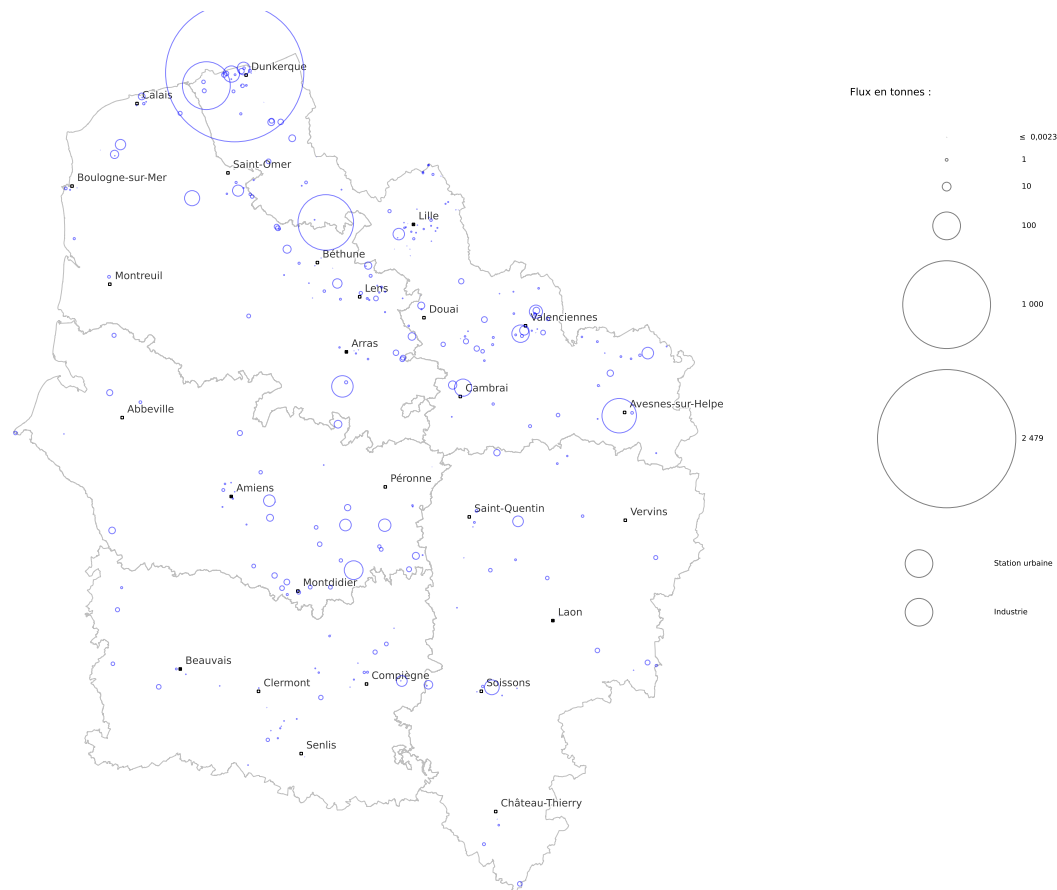 Dunkerque
Flux en tonnes :
Calais
≤ 0,0023
1
Saint-Omer
Boulogne-sur-Mer
10
Lille
100
Béthune
Montreuil
Lens
1 000
Douai
Valenciennes
Arras
Cambrai
Avesnes-sur-Helpe
Abbeville
2 479
Péronne
Amiens
Saint-Quentin
Vervins
Station urbaine
Montdidier
Industrie
Laon
Beauvais
Compiègne
Clermont
Soissons
Senlis
Château-Thierry